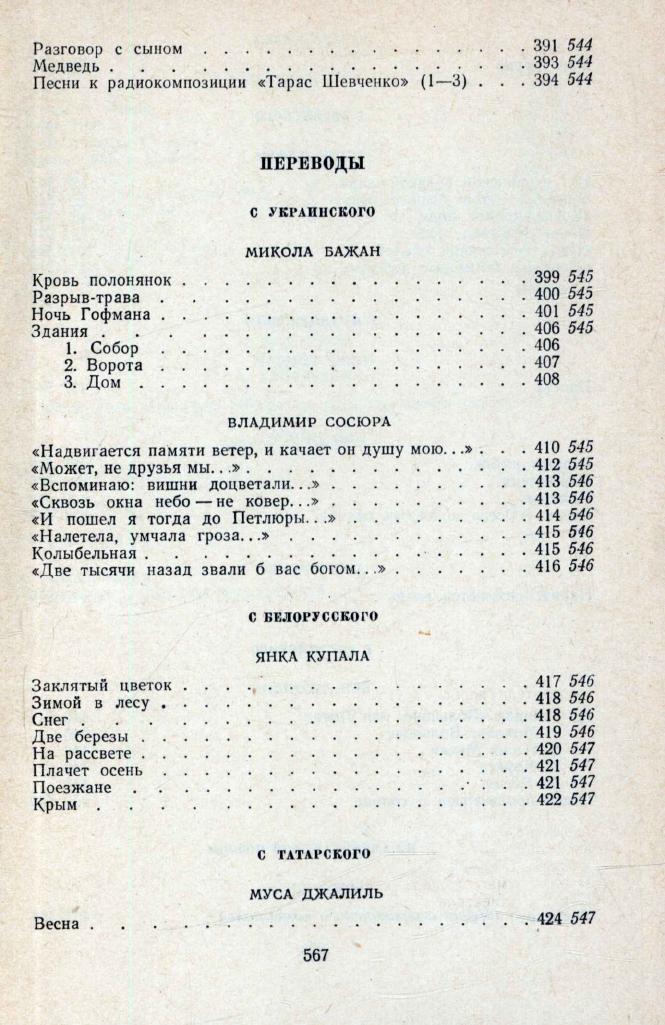 Разговор с сыном . . . . . . . . . . . . . . . . . . . 391 544
Медведь . . . . . . . . . . . . . . . . . . . . . . . 393 544
Песни к радиокомпозиции «Тарас Шевченко» (1—3) . . . 394 544
ПЕРЕВОДЫ
С УКРАИНСКОГО
МИКОЛА БАЖАН
Кровь полонянок . . . . . . . . . . . . . . . . . . . 399 545
Разрыв-трава . . . . . . . . . . . . . . . . . . . . 400 545
Ночь Гофмана . . . . . . . . . . . . . . . . . . . . 401 545
Здания . . . . . . . . . . . . . . . . . . . . . . . 406 545
1. Собор . . . . . . . . . . . . . . . . . . . . . 406
2. Ворота . . . . . . . . . . . . . . . . . . . . 407
3. Дом . . . . . . . . . . . . . . . . . . . . . . 408
ВЛАДИМИР СОСЮРА
«Надвигается памяти ветер, и качает он душу мою. . .» . . . 410 545
«Может, не друзья мы. . .» . . . . . . . . . . . . . . 412 545
«Вспоминаю: вишни доцветали. . .» . . . . . . . . . . 413 546
«Сквозь окна небо — не ковер. . .» . . . . . . . . . . 413 546
«И пошел я тогда до Петлюры. . .» . . . . . . . . . . 414 546
«Налетела, умчала гроза. . .» . . . . . . . . . . . . 415 546
Колыбельная . . . . . . . . . . . . . . . . . . . . . 415 546
«Две тысячи назад звали б вас богом. . .» . . . . . . . 416 546
С БЕЛОРУССКОГО
ЯНКА КУПАЛА
Заклятый цветок . . . . . . . . . . . . . . . . . . . 417 546
Зимой в лесу . . . . . . . . . . . . . . . . . . . . 418 546
Снег . . . . . . . . . . . . . . . . . . . . . . . . 418 546
Две березы . . . . . . . . . . . . . . . . . . . . . 419 546
На рассвете . . . . . . . . . . . . . . . . . . . . . 420 547
Плачет осень . . . . . . . . . . . . . . . . . . . . 421 547
Поезжане . . . . . . . . . . . . . . . . . . . . . . 421 547
Крым . . . . . . . . . . . . . . . . . . . . . . . . 422 547
С ТАТАРСКОГО
МУСА ДЖАЛИЛЬ
Весна . . . . . . . . . . . . . . . . . . . . . . . . 424 547
567